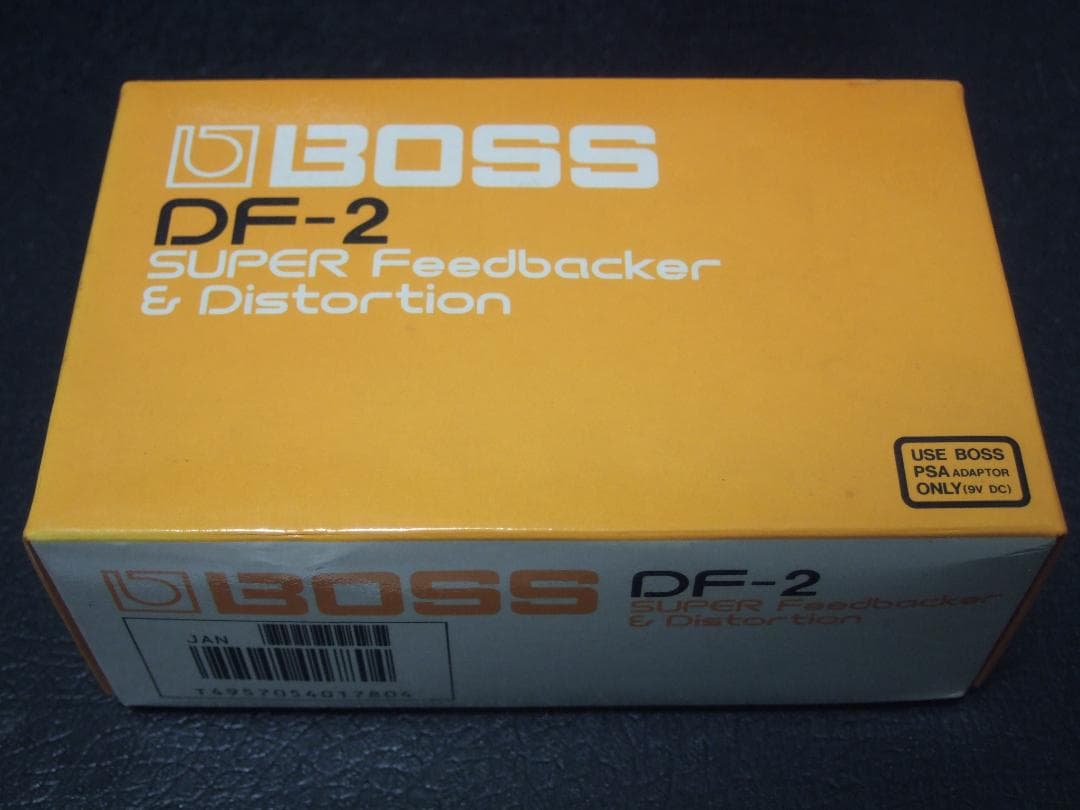 BOSS
DF-2
SUPER Feedbacker
& Distortion
USE BOSS
PSA ADAPTOR
ONLY (9V DC)
BOSS
DF-2
SUPER Feedbacker
& Distortion
JAN
T4957054017804